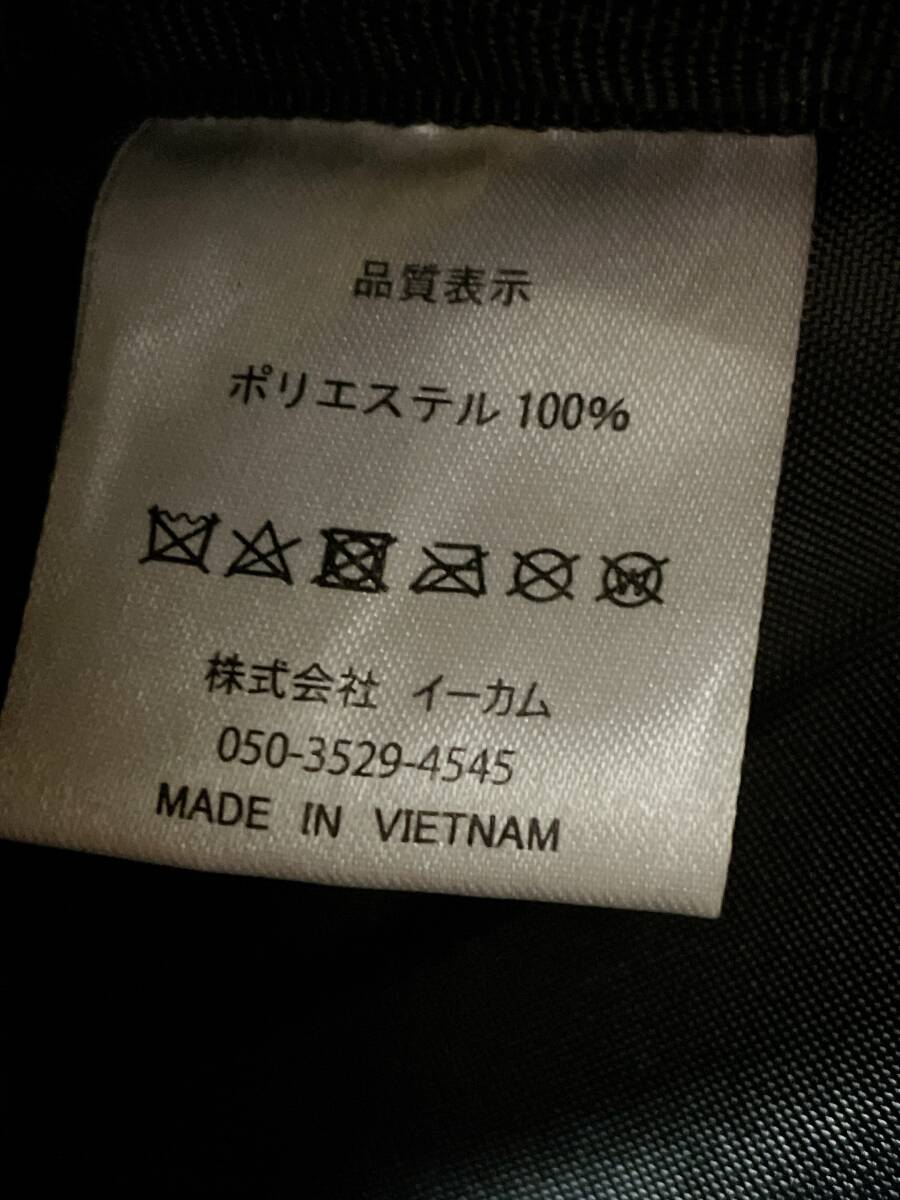 品質表示
ポリエステル 100%
株式会社 イーカム
050-3529-4545
MADE IN VIETNAM